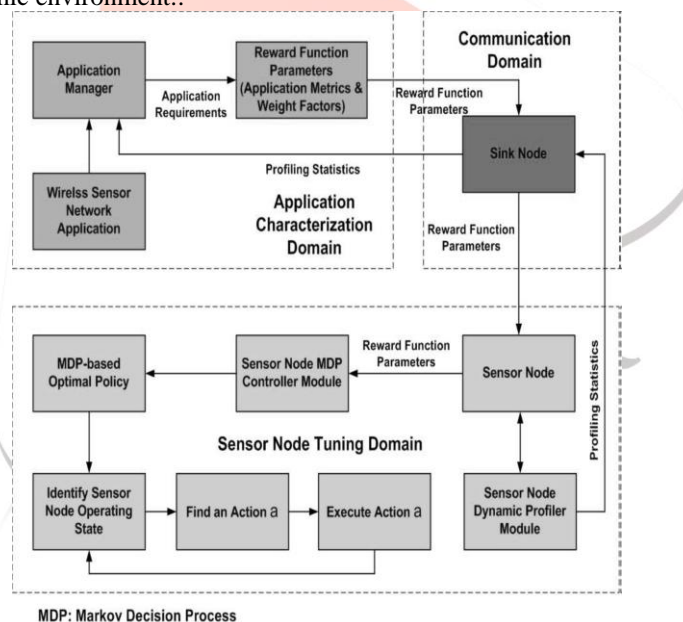 environment..
Application
Manager
Application
Requirements
Reward Function
Parameters
(Application Metrics &
Weight Factors)
Reward Function
Parameters
Communication
Domain
Sink Node
Profiling Statistics
Wirelss Sensor
Network
Application
Application
Characterization
Domain
Reward Function
Parameters
MDP-based
Optimal Policy
Sensor Node MDP
Controller Module
Reward Function
Parameters
Sensor Node
Profiling Statistics
Sensor Node Tuning Domain
Identify Sensor
Node Operating
State
Find an Action a
Execute Action a
Sensor Node
Dynamic Profiler
Module
MDP: Markov Decision Process